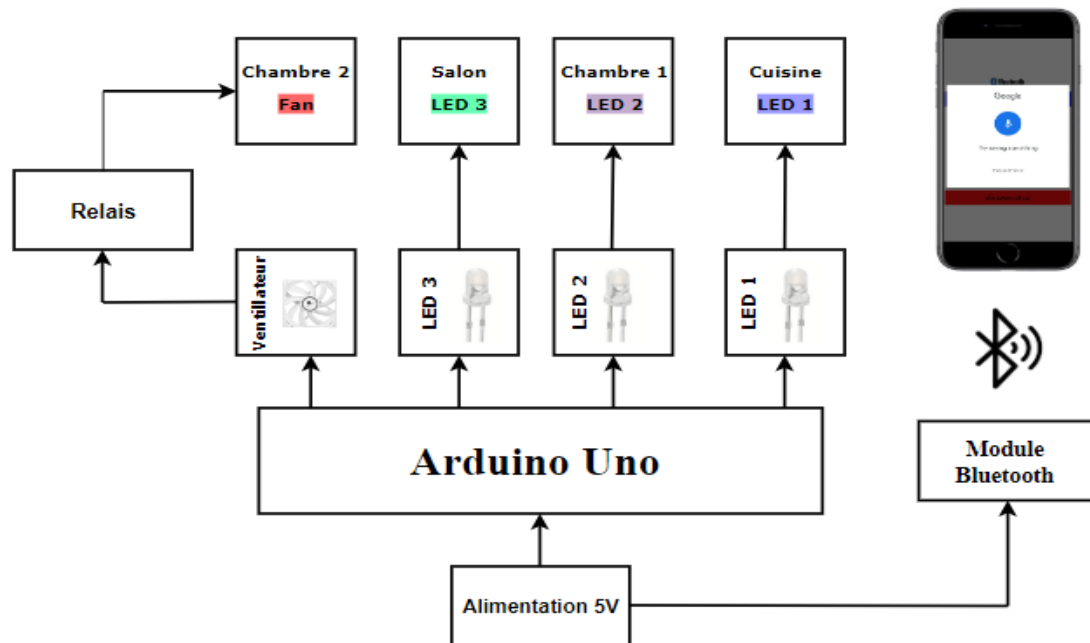 Chambre 2
Fan
Salon
LED 3
Chambre 1
LED 2
Cuisine
LED 1
Google
Relais
Ventillateur
LED 3
LED 2
LED 1
Arduino Uno
Module
Bluetooth
Alimentation 5V